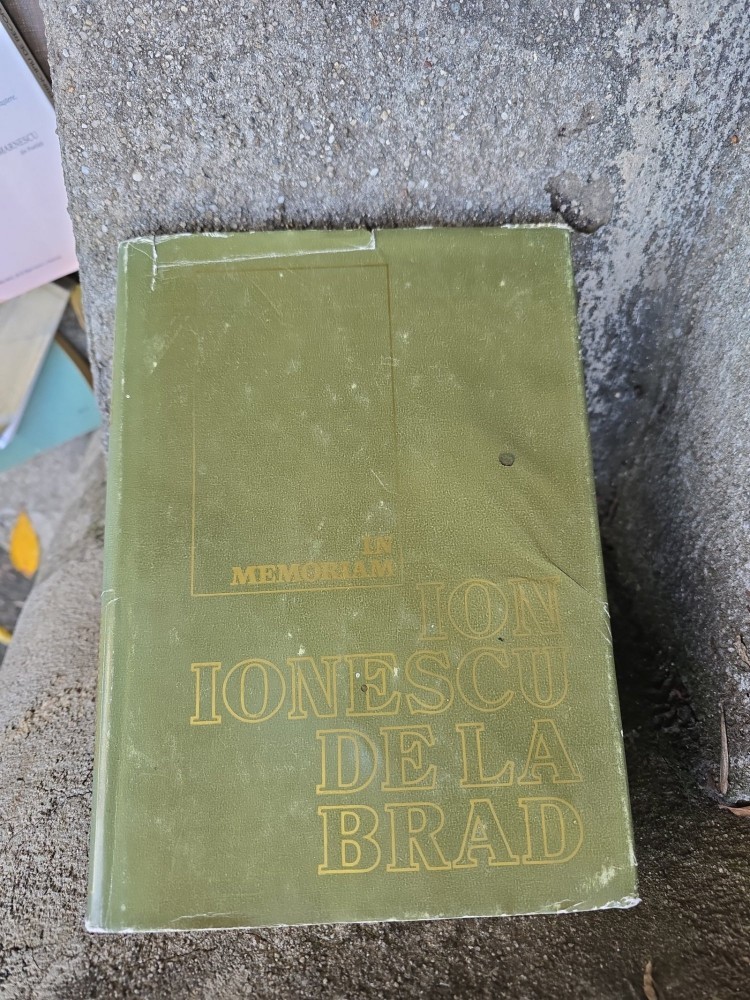 IN
MEMORIAM
ION
IONESCU
DE LA
BRAD